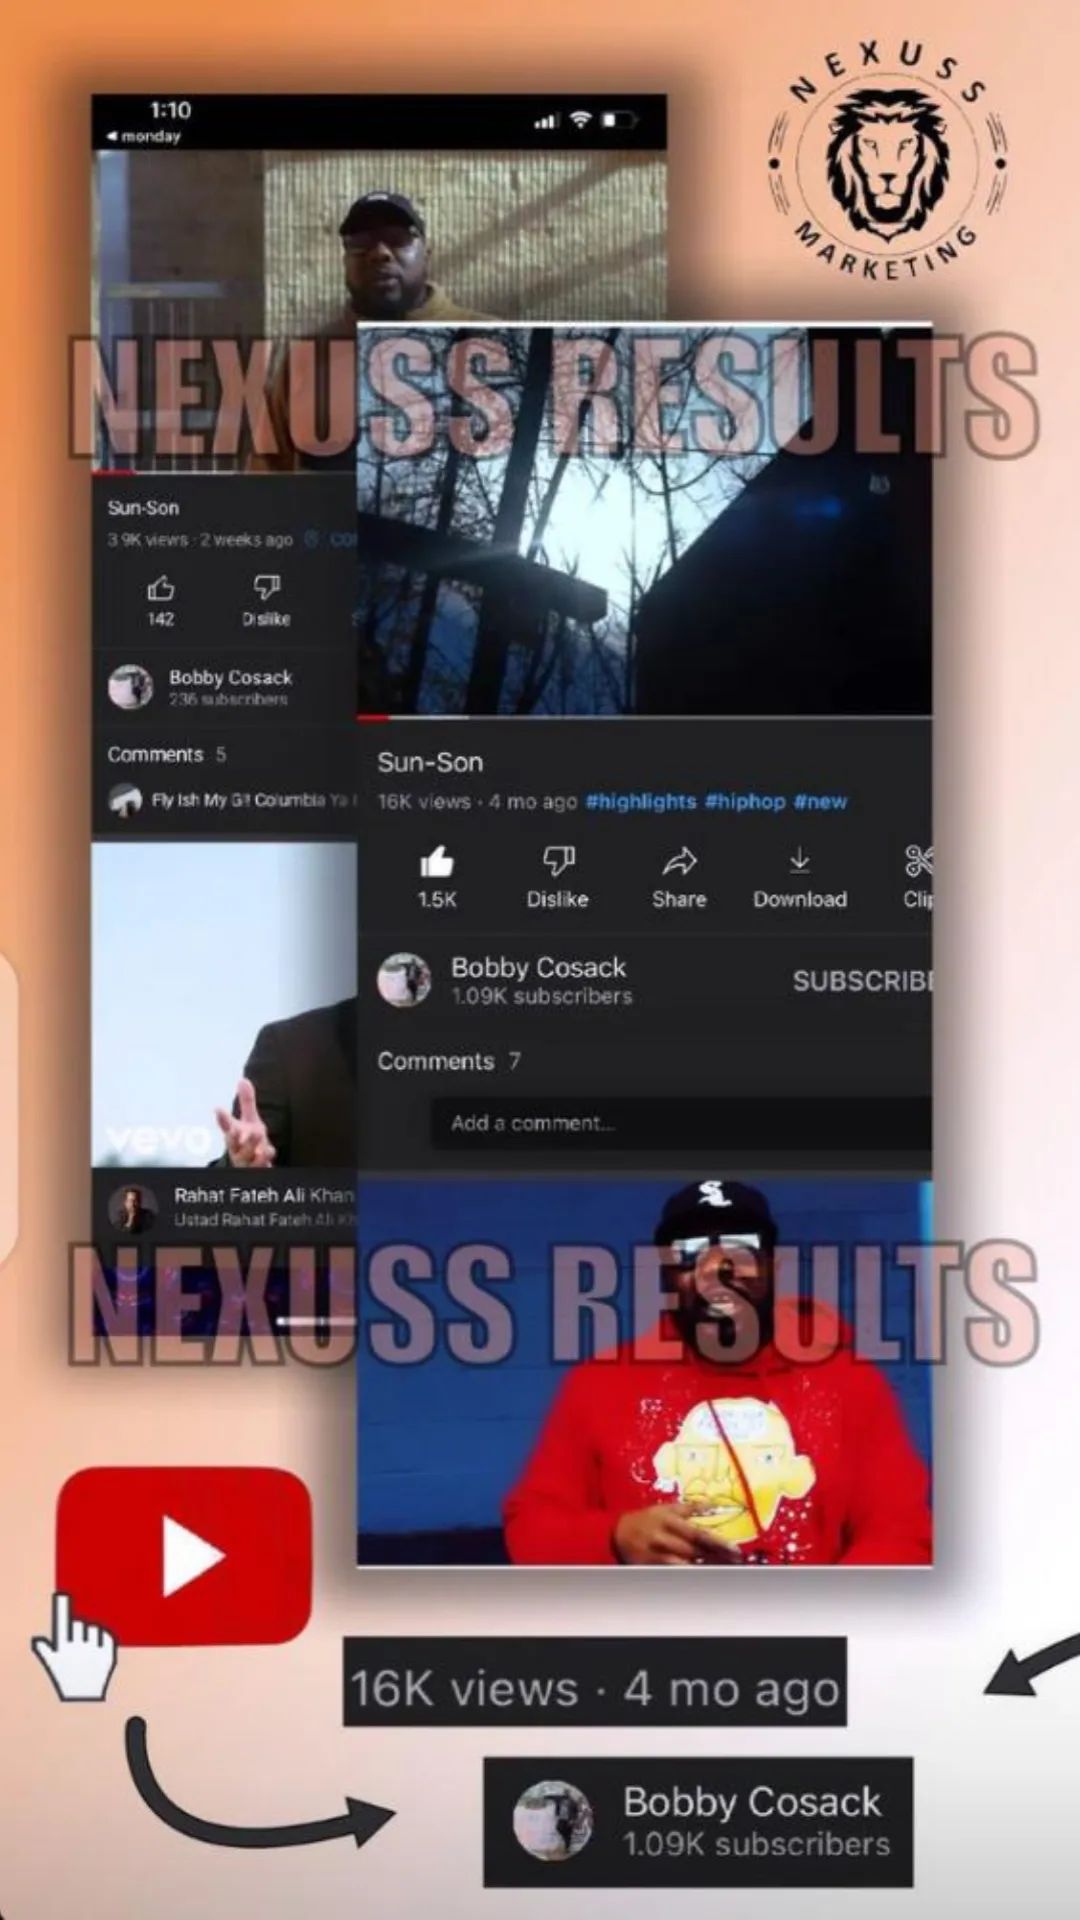 NEXUSS
MARKETING
1:10
monday
NEXUSS RESULTS
Sun-Son
3.9K views · 2 weeks ago
142
Dislike
Bobby Cosack
236 subscribers
Comments 5
Fly Ish My G!! Columbia
vevo
Rahat Fateh Ali Khan
Ustad Rahat Fateh Ali Kh
Sun-Son
16K views · 4 mo ago #highlights #hiphop #new
1.5K
Dislike
Share
Download
Clip
Bobby Cosack
1.09K subscribers
SUBSCRIBE
Comments 7
Add a comment...
NEXUSS RESULTS
16K views · 4 mo ago
Bobby Cosack
1.09K subscribers